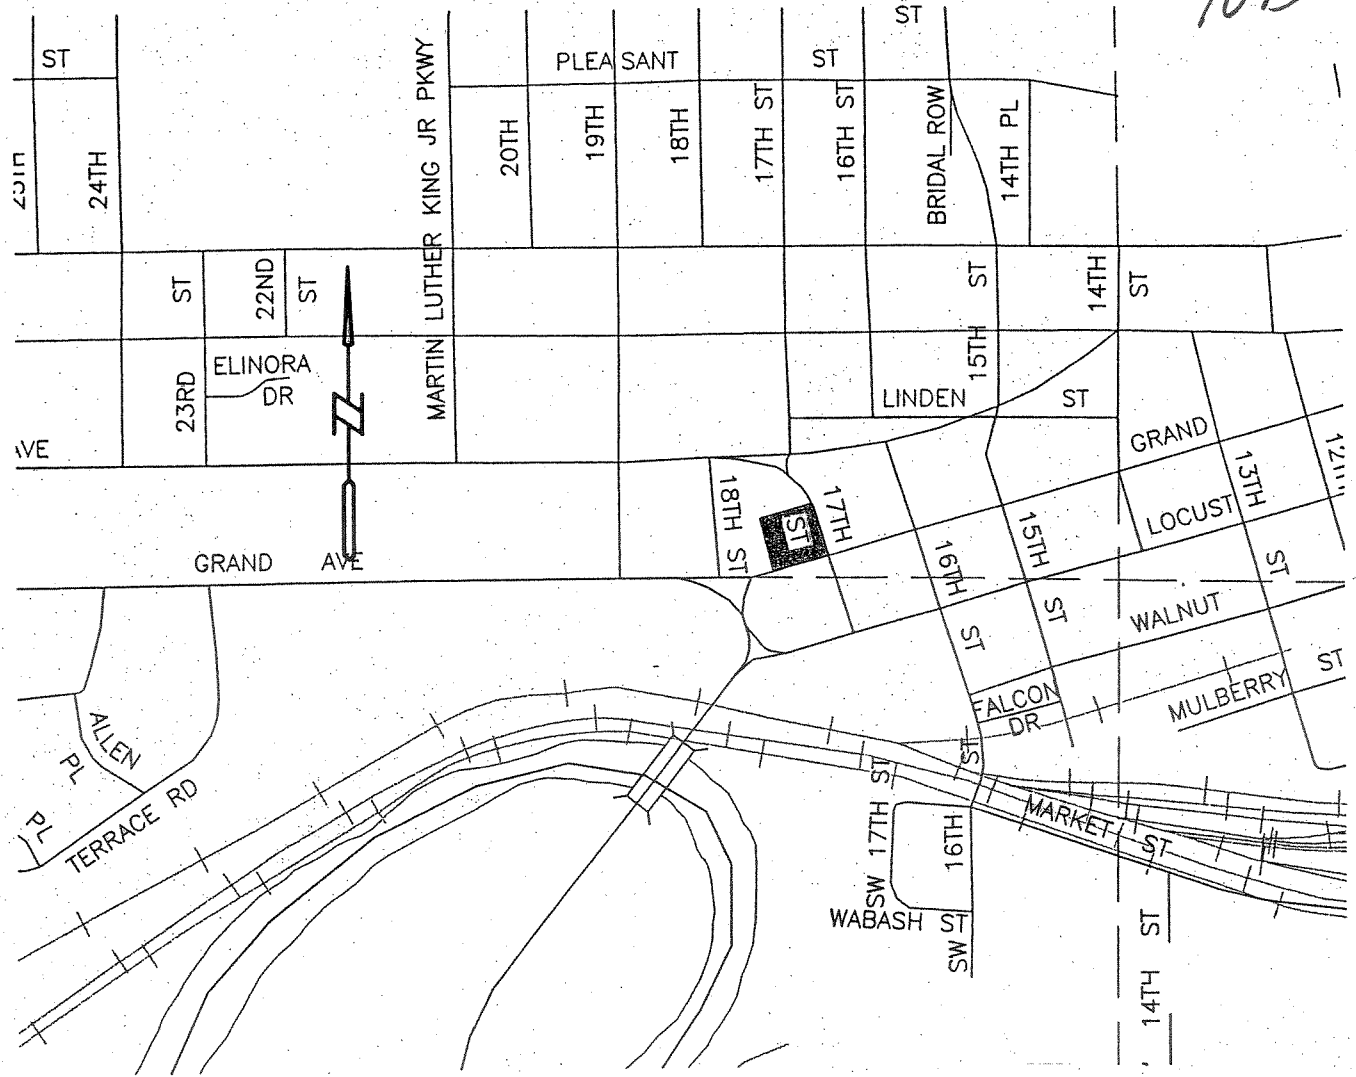 ST
ST
PLEASANT ST
24TH
MARTIN LUTHER KING JR PKWY
20TH
19TH
18TH
17TH ST
16TH ST
BRIDAL ROW
14TH PL
ST
22ND ST
15TH ST
14TH ST
ELINORA
DR
23RD
LINDEN ST
AVE
GRAND
LOCUST
13TH ST
18TH ST
17TH
ST
16TH ST
15TH ST
GRAND AVE
WALNUT
MULBERRY ST
FALCON
DR
ALLEN
PL
PL
TERRACE RD
ST
SW 17TH ST
16TH
MARKET ST
WABASH ST
SW
14TH ST
N